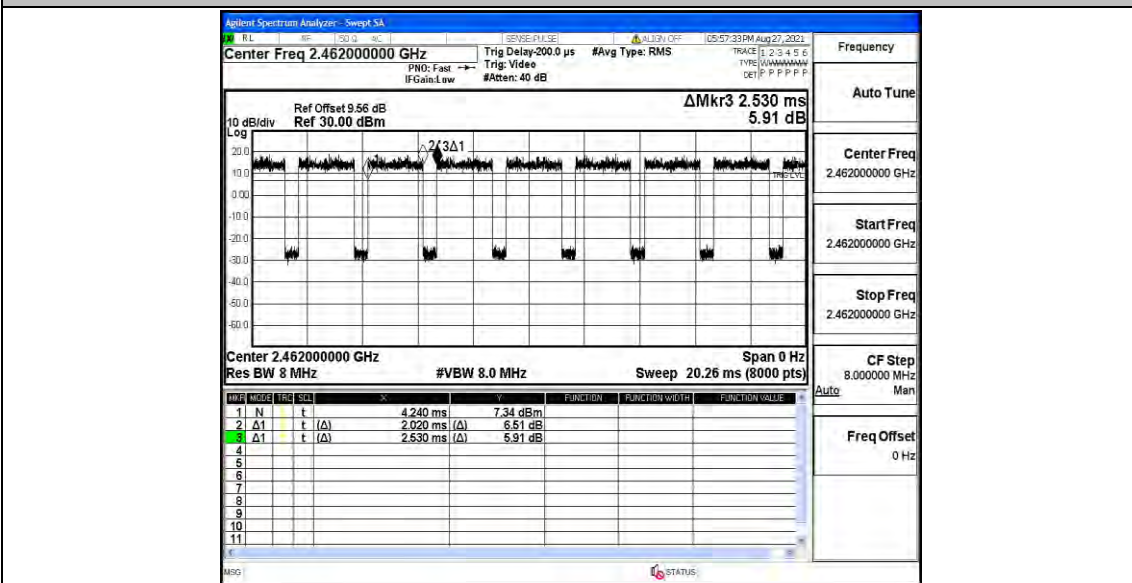 Agilent Spectrum Analyzer - Swept SA
RL RF 50 Ω AC SENSE:PULSE ALIGN OFF 05:57:33 PM Aug 27, 2021
Center Freq 2.462000000 GHz
Trig Delay-200.0 µs #Avg Type: RMS
TRACE 1 2 3 4 5 6
PNO: Fast
Trig: Video
TYPE
IFGain:Low
#Atten: 40 dB
DET P P P P P P
ΔMkr3 2.530 ms
5.91 dB
Ref Offset 9.56 dB
10 dB/div Ref 30.00 dBm
Log
20.0
10.0
0.00
-10.0
-20.0
-30.0
-40.0
-50.0
-60.0
3Δ1
TRIG LVL
Center 2.462000000 GHz Span 0 Hz
Res BW 8 MHz #VBW 8.0 MHz Sweep 20.26 ms (8000 pts)
MKR MODE TRC SCL X Y FUNCTION FUNCTION WIDTH FUNCTION VALUE
1 N t 4.240 ms 7.34 dBm
2 Δ1 t (Δ) 2.020 ms (Δ) 6.51 dB
3 Δ1 t (Δ) 2.530 ms (Δ) 5.91 dB
4
5
6
7
8
9
10
11
MSG STATUS
Frequency
Auto Tune
Center Freq
2.462000000 GHz
Start Freq
2.462000000 GHz
Stop Freq
2.462000000 GHz
CF Step
8.000000 MHz
Auto Man
Freq Offset
0 Hz